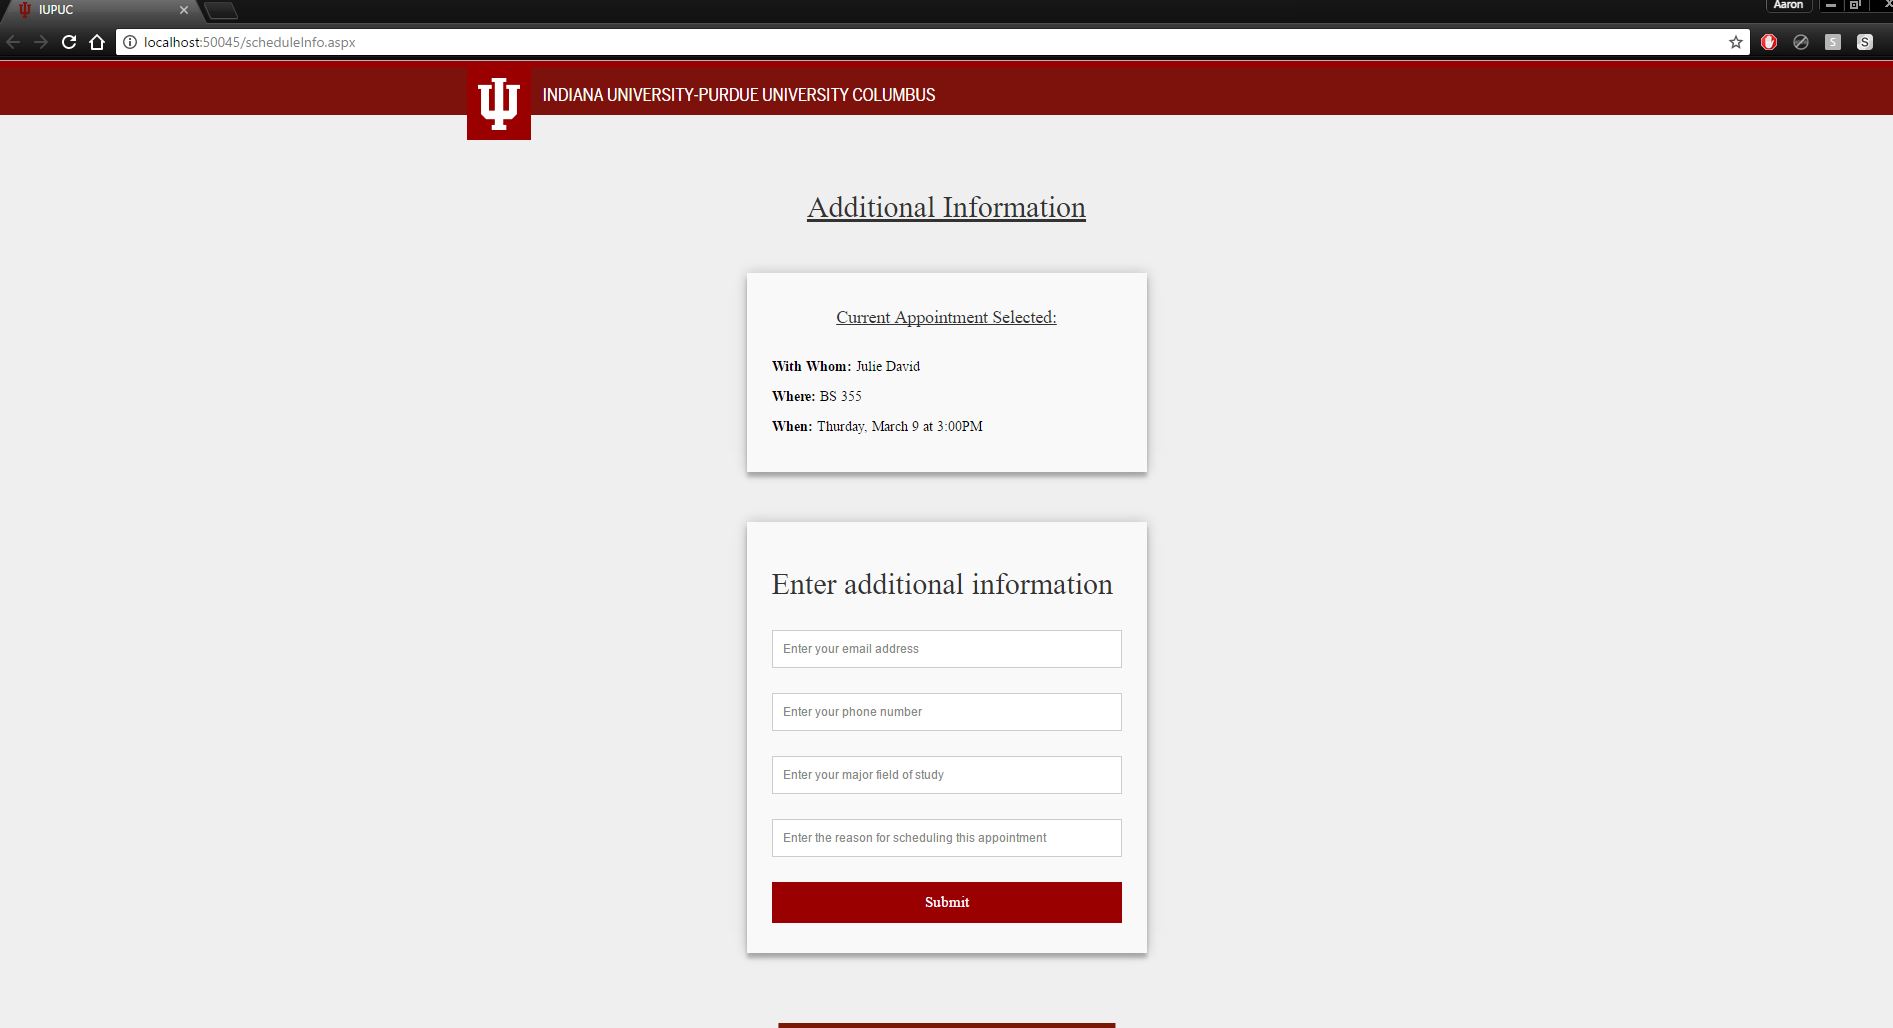 IUPUC
Aaron
localhost:50045/scheduleInfo.aspx
S
S
INDIANA UNIVERSITY-PURDUE UNIVERSITY COLUMBUS
Additional Information
Current Appointment Selected:
With Whom: Julie David
Where: BS 355
When: Thurday, March 9 at 3:00PM
Enter additional information
Enter your email address
Enter your phone number
Enter your major field of study
Enter the reason for scheduling this appointment
Submit